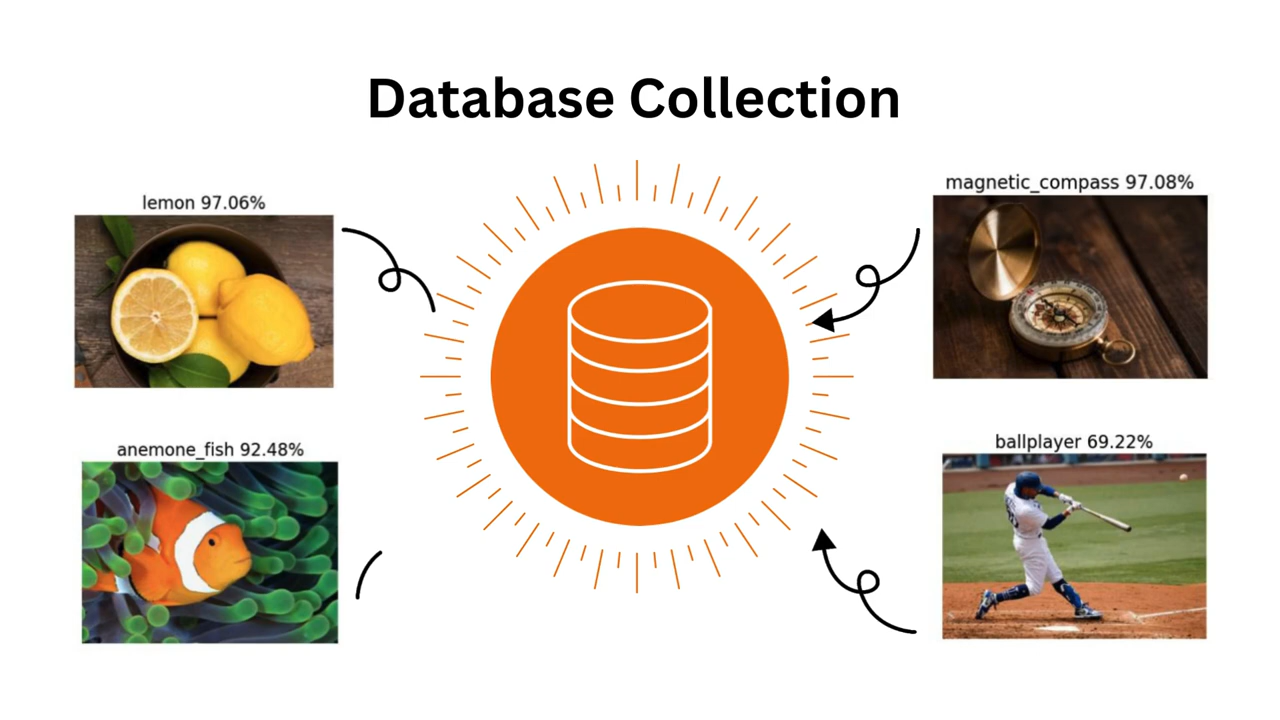 Database Collection
lemon 97.06%
magnetic_compass 97.08%
anemone_fish 92.48%
ballplayer 69.22%